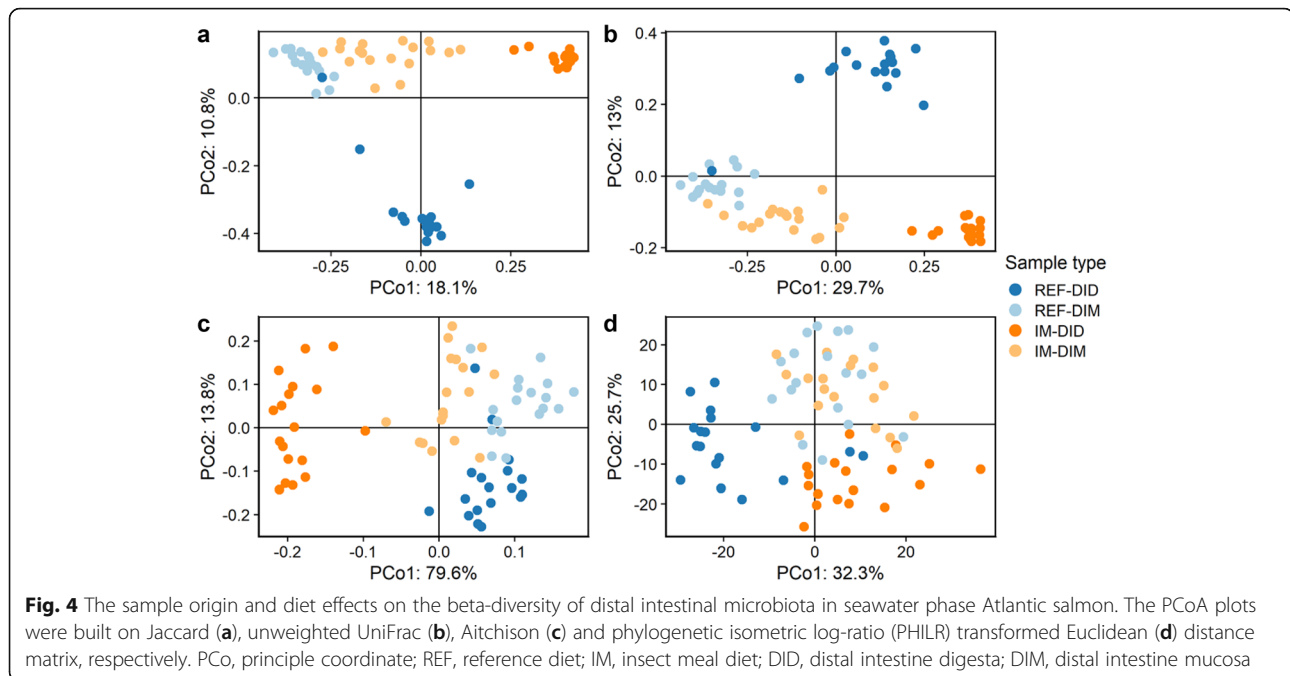 a
b
0.0
-0.2
-0.4
PCo2: 10.8%
-0.25
0.00
0.25
PCo1: 18.1%
0.4
0.2
0.0
-0.2
PCo2: 13%
-0.25
0.00
0.25
PCo1: 29.7%
Sample type
REF-DID
REF-DIM
IM-DID
IM-DIM
c
d
0.2
0.1
0.0
-0.1
-0.2
PCo2: 13.8%
-0.2
-0.1
0.0
0.1
PCo1: 79.6%
20
10
0
-10
-20
PCo2: 25.7%
-20
0
20
PCo1: 32.3%
Fig. 4 The sample origin and diet effects on the beta-diversity of distal intestinal microbiota in seawater phase Atlantic salmon. The PCoA plots
were built on Jaccard (a), unweighted UniFrac (b), Aitchison (c) and phylogenetic isometric log-ratio (PHILR) transformed Euclidean (d) distance
matrix, respectively. PCo, principle coordinate; REF, reference diet; IM, insect meal diet; DID, distal intestine digesta; DIM, distal intestine mucosa